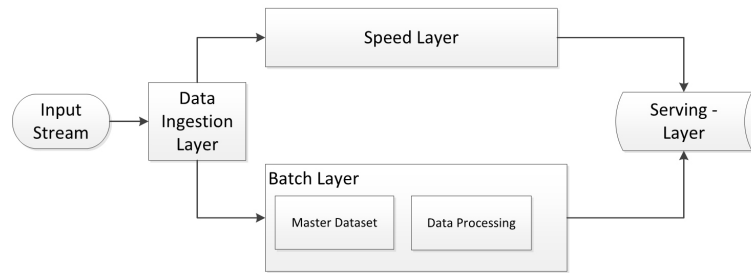 Speed Layer
Input
Stream
Data
Ingestion
Layer
Serving -
Layer
Batch Layer
Master Dataset
Data Processing